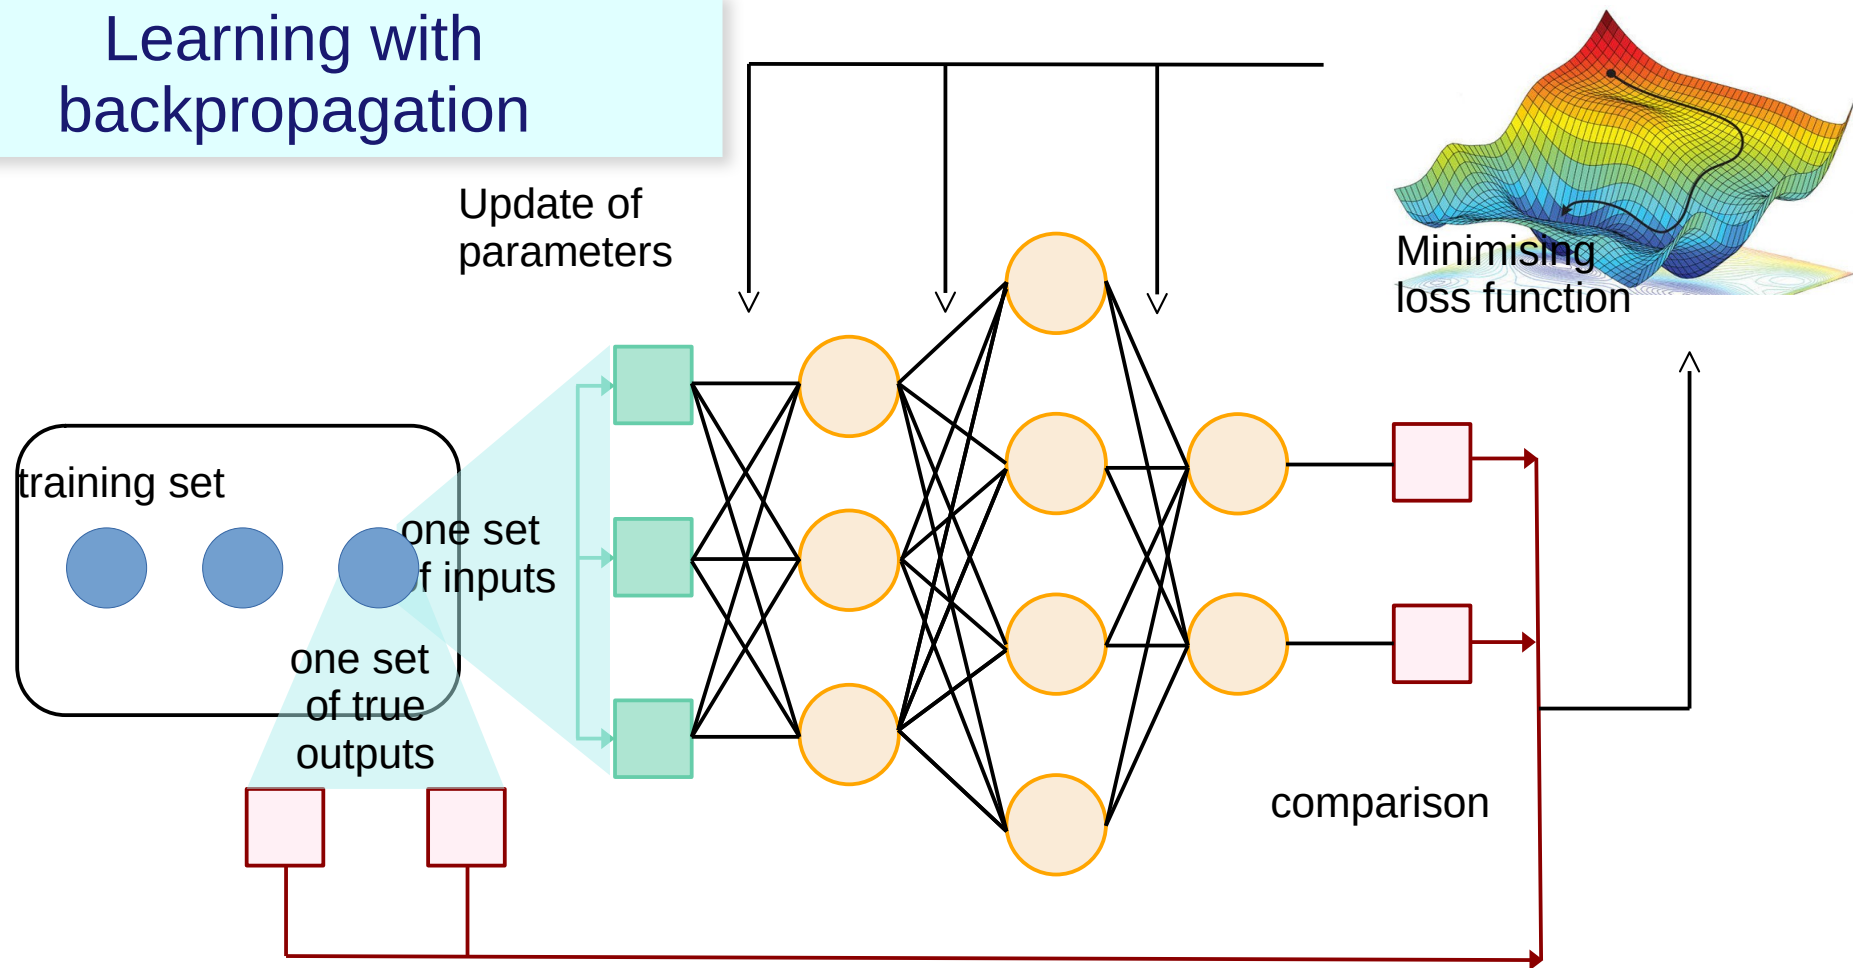 Learning with
backpropagation
Update of
parameters
Minimising
loss function
training set
one set
of inputs
one set
of true
outputs
comparison